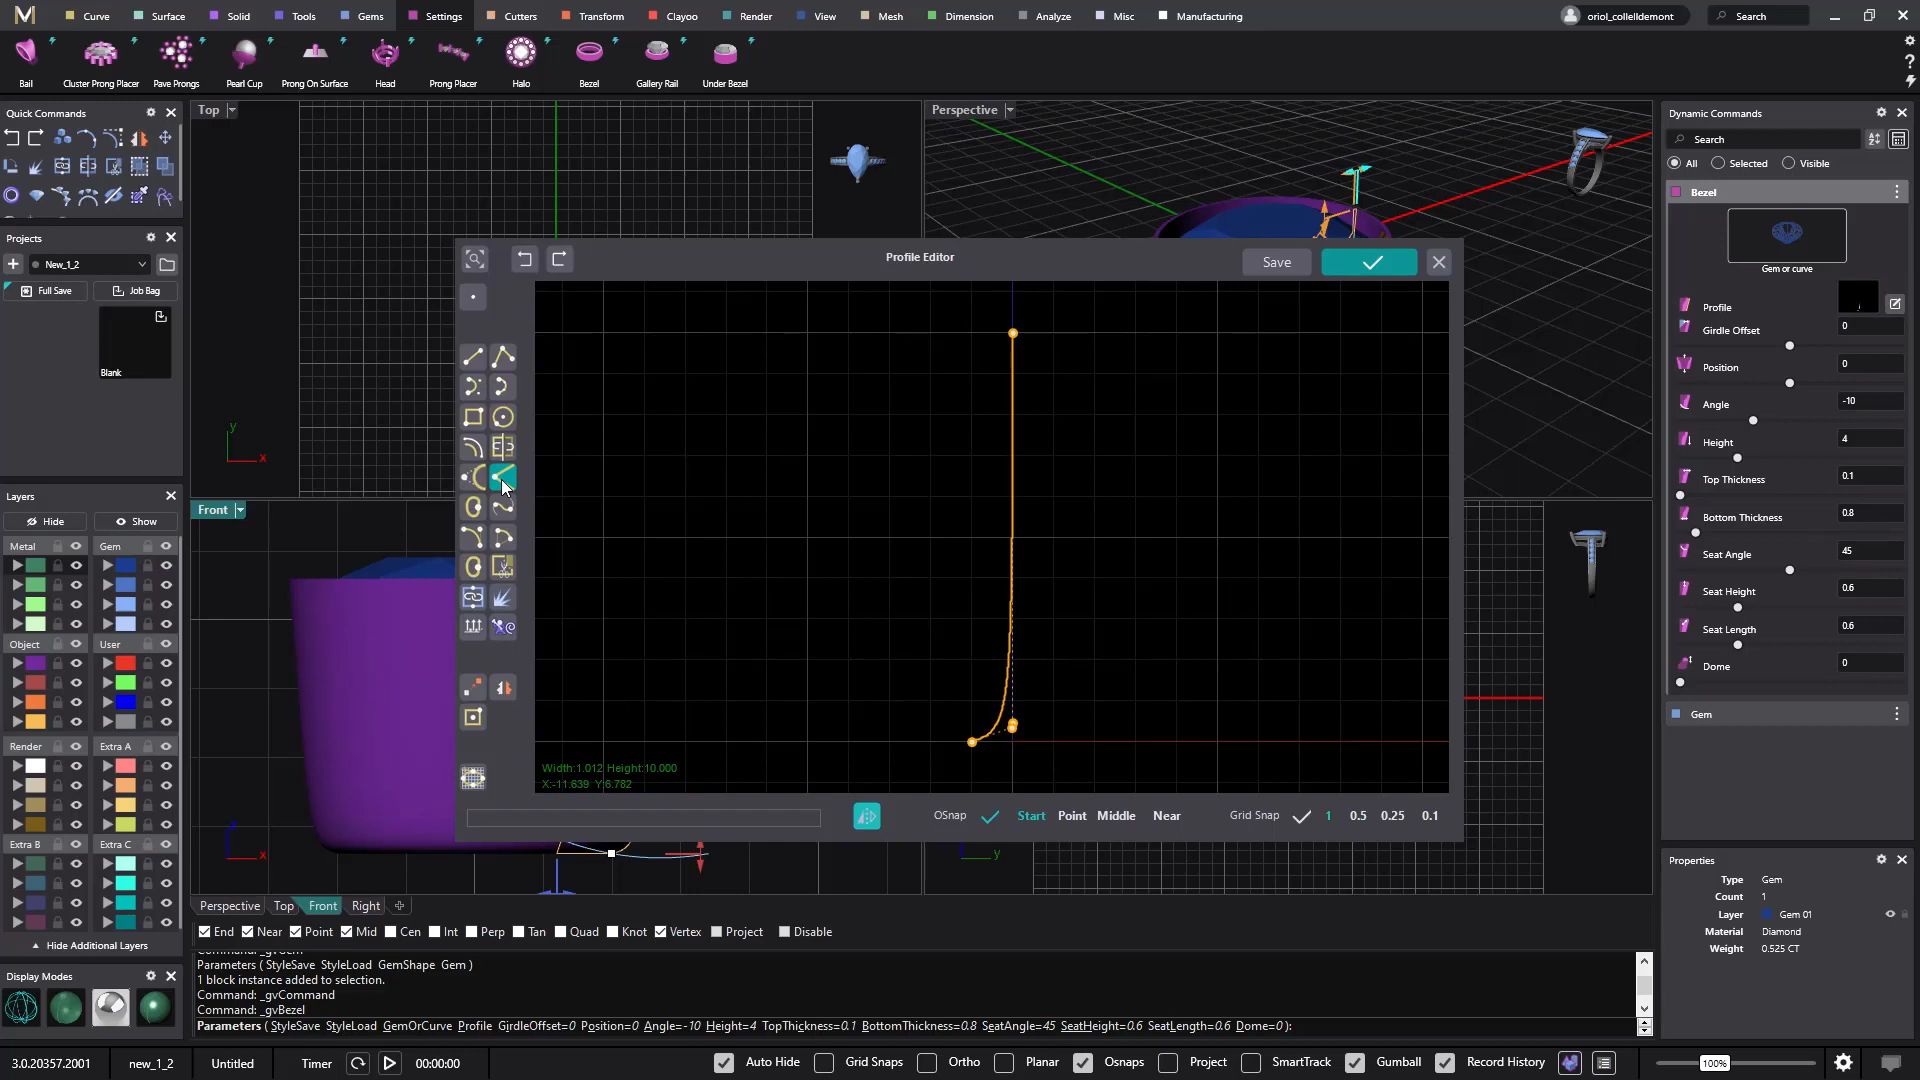 Curve Surface Solid Tools Gems Settings Cutters Transform Clayoo Render View Mesh Dimension Analyze Misc Manufacturing oriol_collelldemont Search
Bail Cluster Prong Placer Pave Prongs Pearl Cup Prong On Surface Head Prong Placer Halo Bezel Gallery Rail Under Bezel
Quick Commands
Projects
New_1_2
Full Save Job Bag
Blank
Layers
Hide Show
Metal Gem
Object User
Render Extra A
Extra B Extra C
Hide Additional Layers
Display Modes
Top
y
x
Perspective
Front
x
y
Profile Editor
Save
Width:1.012 Height:10.000
X:-11.639 Y:6.782
OSnap Start Point Middle Near Grid Snap 1 0.5 0.25 0.1
Perspective Top Front Right
End Near Point Mid Cen Int Perp Tan Quad Knot Vertex Project Disable
Parameters ( StyleSave StyleLoad GemShape Gem )
1 block instance added to selection.
Command: _gvCommand
Command: _gvBezel
Parameters ( StyleSave StyleLoad GemOrCurve Profile GirdleOffset=0 Position=0 Angle=-10 Height=4 TopThickness=0.1 BottomThickness=0.8 SeatAngle=45 SeatHeight=0.6 SeatLength=0.6 Dome=0 ):
Dynamic Commands
Search
All Selected Visible
Bezel
Gem or curve
Profile
Girdle Offset 0
Position 0
Angle -10
Height 4
Top Thickness 0.1
Bottom Thickness 0.8
Seat Angle 45
Seat Height 0.6
Seat Length 0.6
Dome 0
Gem
Properties
Type Gem
Count 1
Layer Gem 01
Material Diamond
Weight 0.525 CT
3.0.20357.2001 new_1_2 Untitled Timer 00:00:00 Auto Hide Grid Snaps Ortho Planar Osnaps Project SmartTrack Gumball Record History 100%